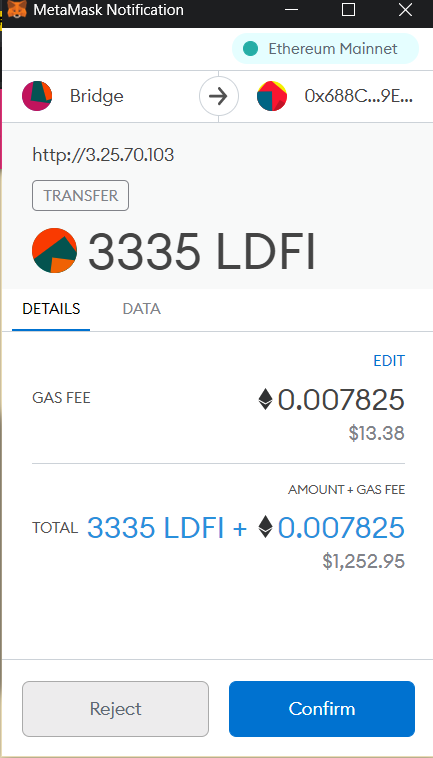 MetaMask Notification
Ethereum Mainnet
Bridge
0x688C...9E...
http://3.25.70.103
TRANSFER
3335 LDFI
DETAILS
DATA
EDIT
GAS FEE
0.007825
$13.38
AMOUNT + GAS FEE
TOTAL 3335 LDFI + 0.007825
$1,252.95
Reject
Confirm